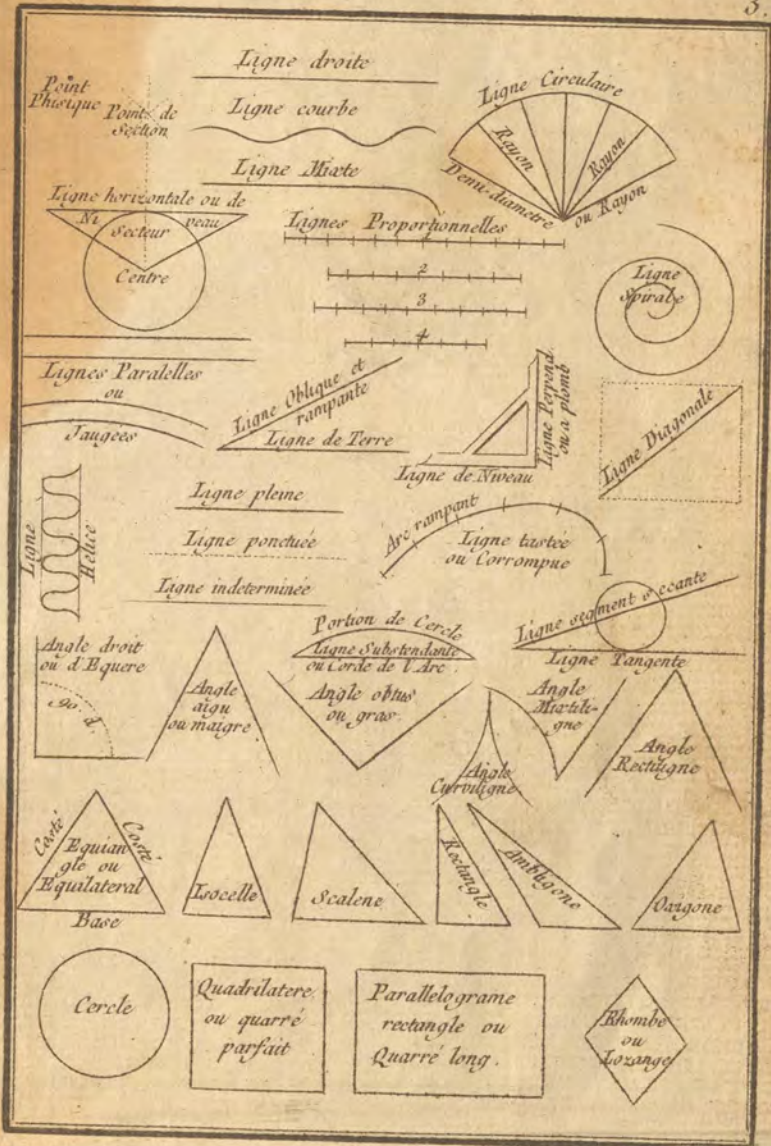 3.
Ligne droite
Point
Phisique
Point de
Section
Ligne courbe
Ligne Circulaire
Rayon
Rayon
Demi-diametre
ou Rayon
Ligne Mixte
Ligne horizontale ou de
Ni
veau
Secteur
Centre
Lignes Proportionnelles
2
3
4
Ligne
Spirale
Lignes Paralelles
ou
Jaugées
Ligne Oblique et
rampante
Ligne de Terre
Ligne Perpend.
ou a plomb
Ligne de Niveau
Ligne Diagonale
Ligne
Helice
Ligne pleine
Ligne ponctuée
Ligne indeterminée
Arc rampant
Ligne tastée
ou Corrompue
Portion de Cercle
Ligne Substendante
ou Corde de l'Arc
Ligne segment secante
Ligne Tangente
Angle droit
ou d'Equere
90. d.
Angle
aigu
ou maigre
Angle obtus
ou gras
Angle
Curviligne
Angle
Mixtili-
gne
Angle
Rectiligne
Costé
Costé
Equian
gle ou
Equilateral
Base
Isocelle
Scalene
Rectangle
Ambligone
Oxigone
Cercle
Quadrilatere
ou quarré
parfait
Parallelograme
rectangle ou
Quarré long.
Rhombe
ou
Lozange